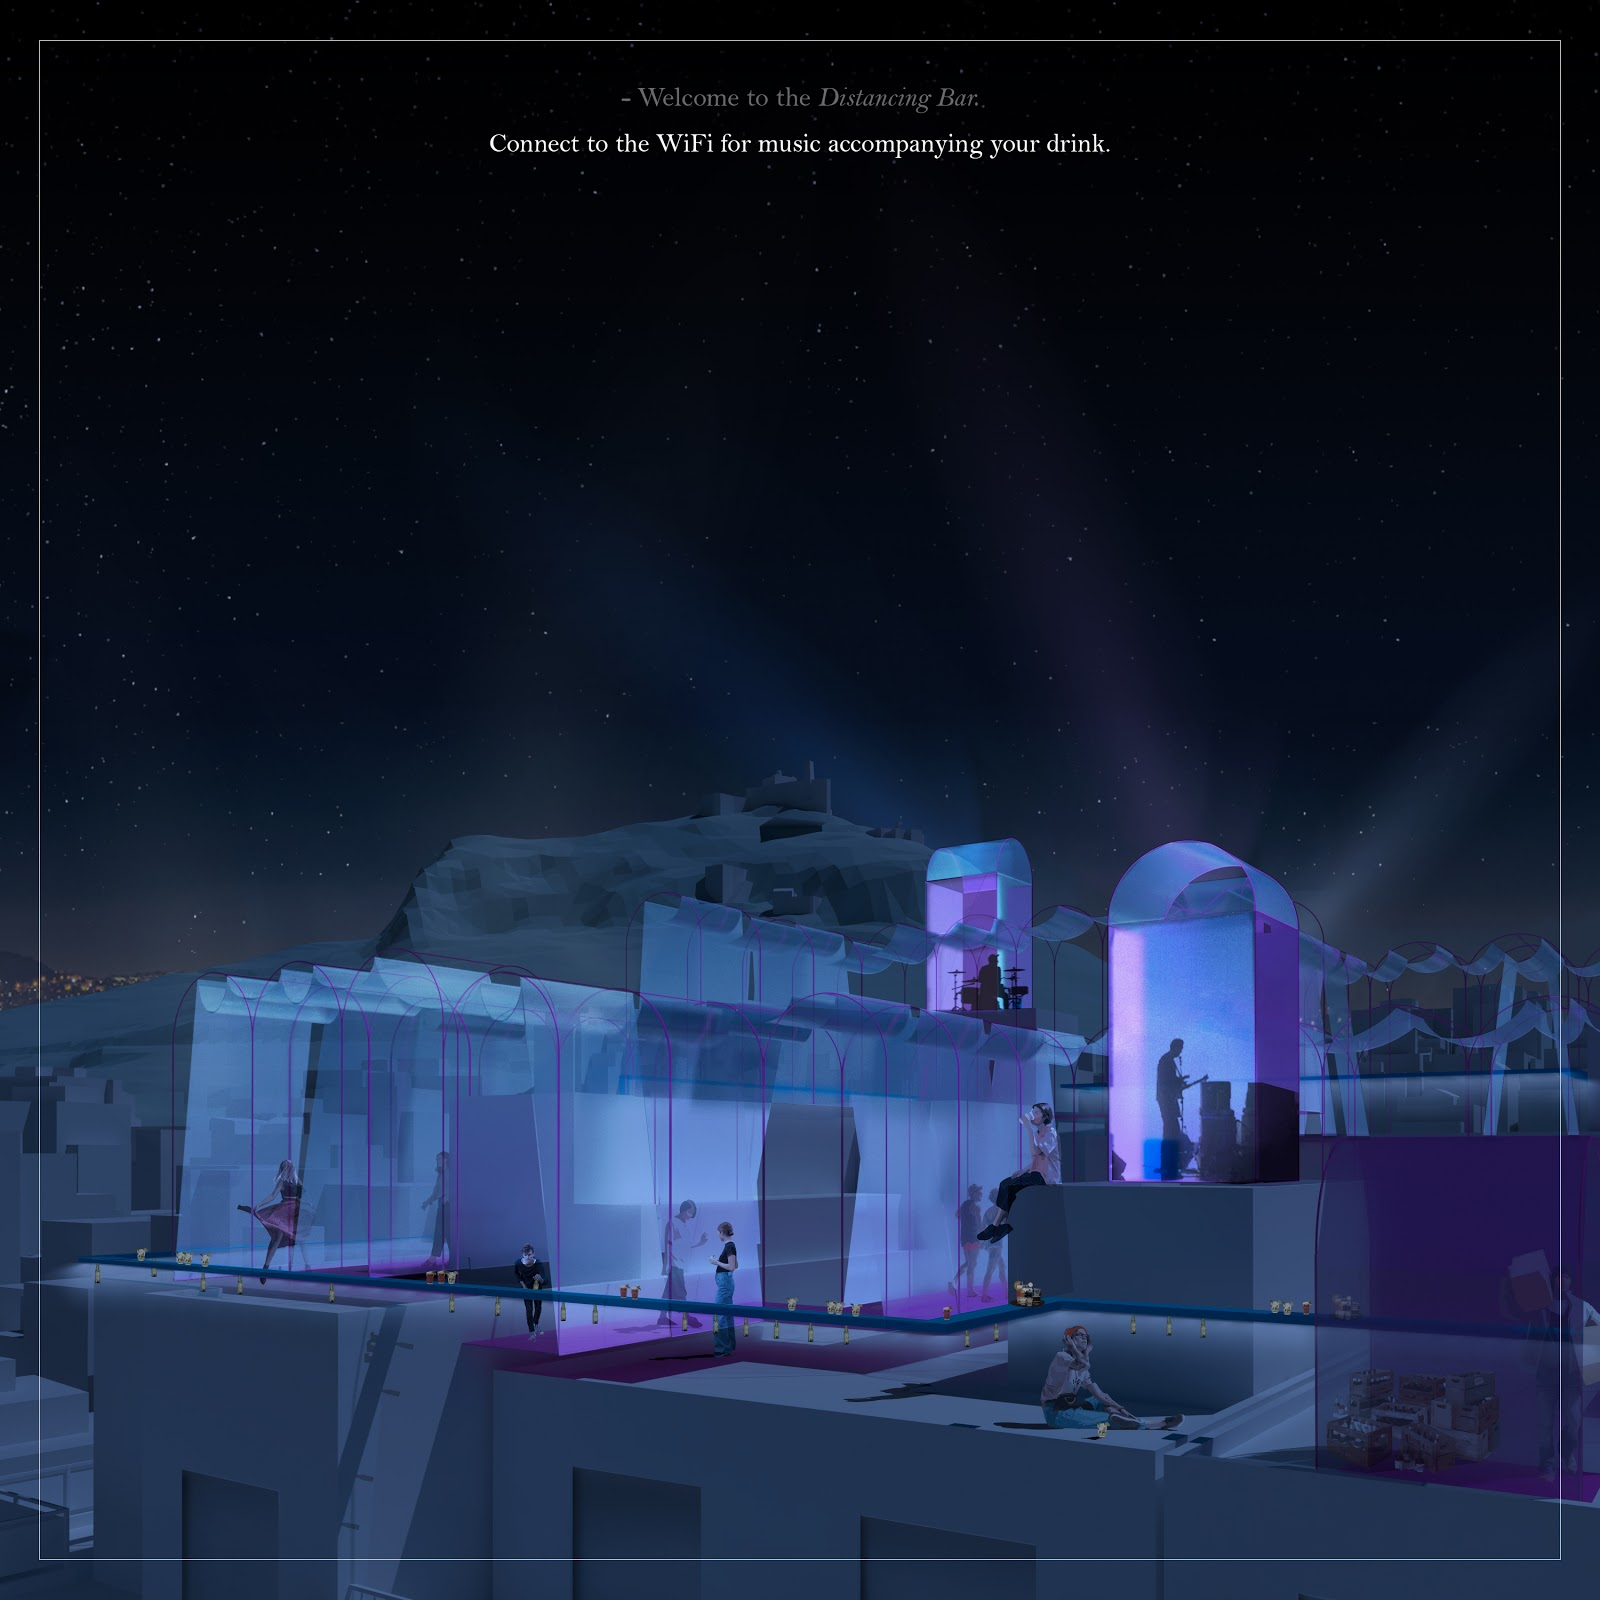 - Welcome to the Distancing Bar.
Connect to the WiFi for music accompanying your drink.